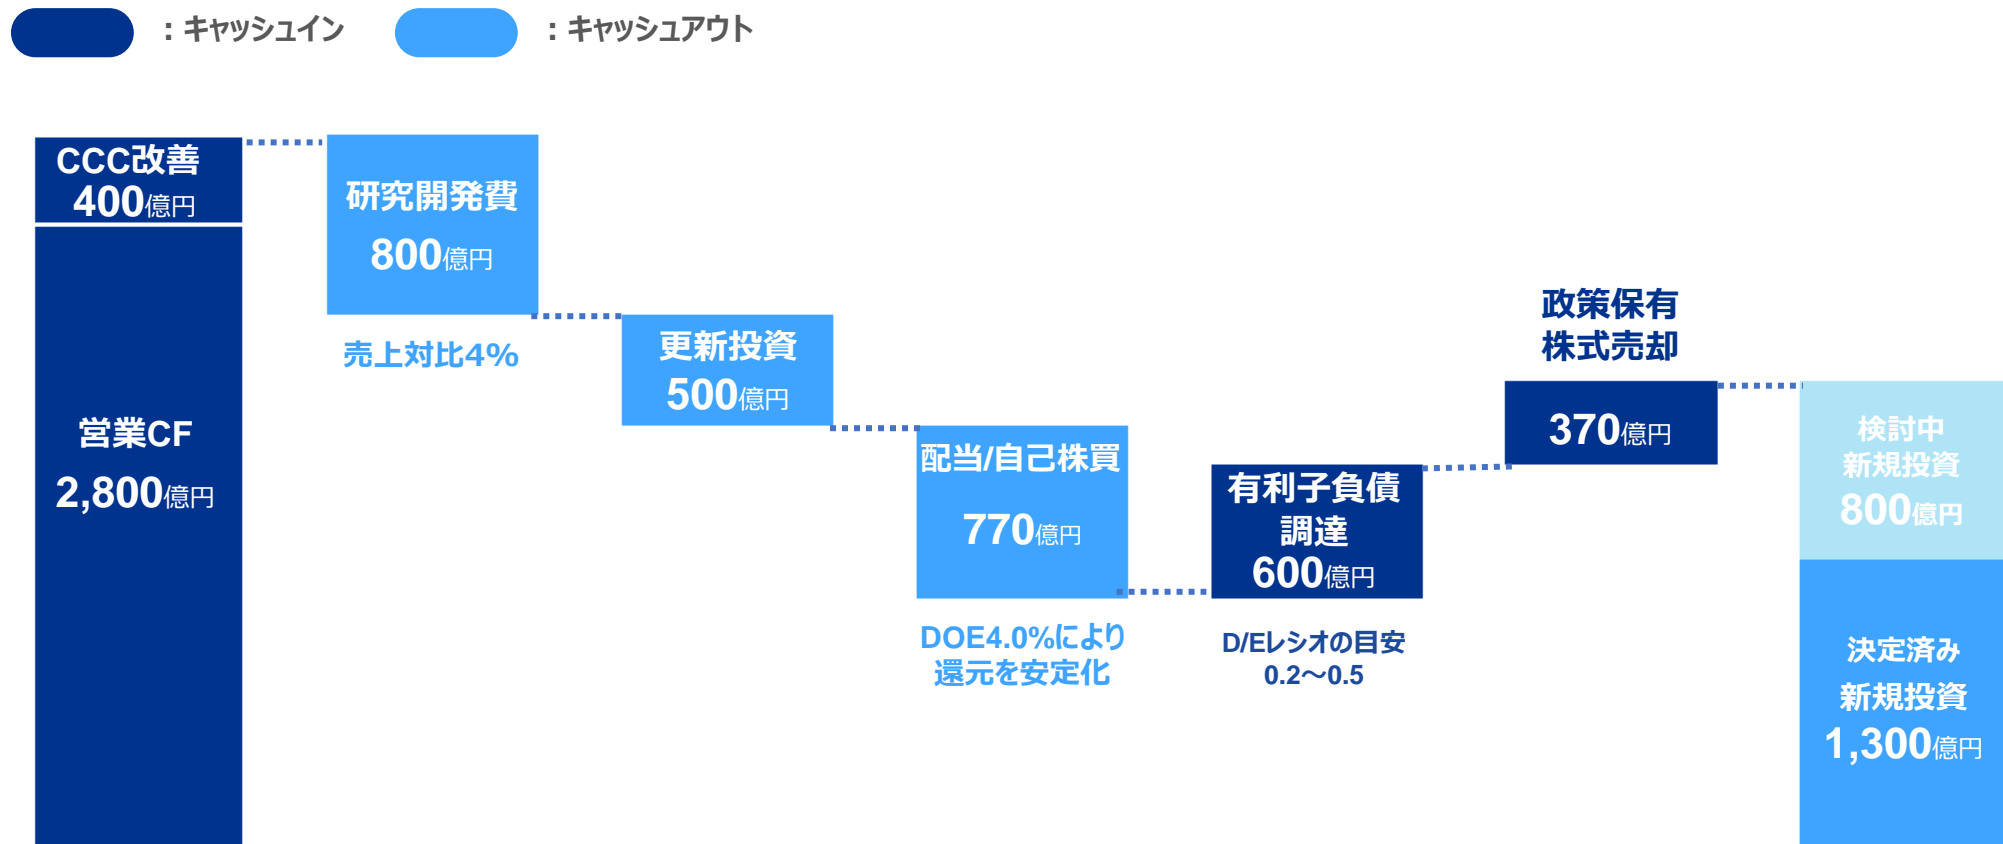 ：キャッシュイン
：キャッシュアウト
CCC改善
400億円
営業CF
2,800億円
研究開発費
800億円
売上対比4%
更新投資
500億円
配当/自己株買
770億円
DOE4.0%により
還元を安定化
有利子負債
調達
600億円
D/Eレシオの目安
0.2～0.5
政策保有
株式売却
370億円
検討中
新規投資
800億円
決定済み
新規投資
1,300億円